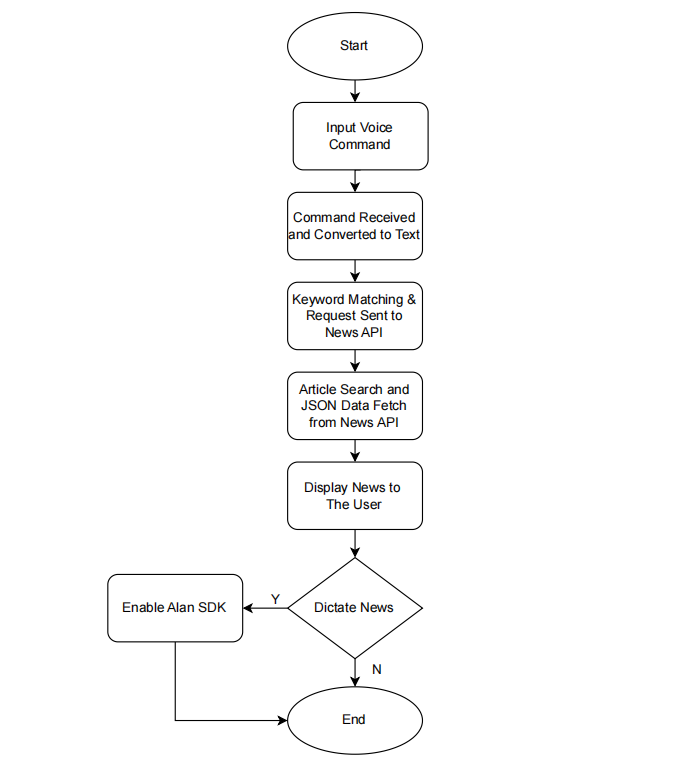 Start
Input Voice
Command
Command Received
and Converted to Text
Keyword Matching &
Request Sent to
News API
Article Search and
JSON Data Fetch
from News API
Display News to
The User
Enable Alan SDK
Y
Dictate News
N
End